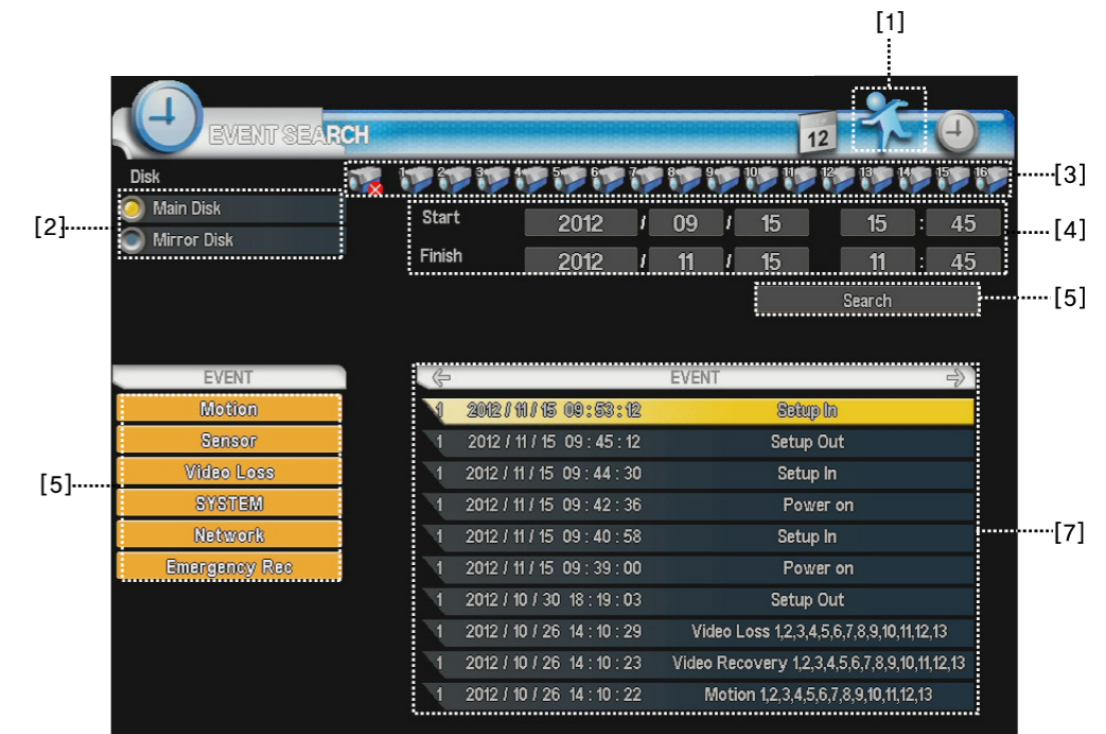 [1]
EVENT SEARCH
12
Disk
1 2 3 4 5 6 7 8 9 10 11 12 13 14 15 16
[3]
[2]
Main Disk
Mirror Disk
Start 2012 / 09 / 15 15 : 45
[4]
Finish 2012 / 11 / 15 11 : 45
Search
[5]
EVENT
Motion
Sensor
Video Loss
SYSTEM
Network
Emergency Rec
[5]
EVENT
1 2012 / 11 / 15 09 : 53 : 12 Setup In
1 2012 / 11 / 15 09 : 45 : 12 Setup Out
1 2012 / 11 / 15 09 : 44 : 30 Setup In
1 2012 / 11 / 15 09 : 42 : 36 Power on
1 2012 / 11 / 15 09 : 40 : 58 Setup In
1 2012 / 11 / 15 09 : 39 : 00 Power on
1 2012 / 10 / 30 18 : 19 : 03 Setup Out
1 2012 / 10 / 26 14 : 10 : 29 Video Loss 1,2,3,4,5,6,7,8,9,10,11,12,13
1 2012 / 10 / 26 14 : 10 : 23 Video Recovery 1,2,3,4,5,6,7,8,9,10,11,12,13
1 2012 / 10 / 26 14 : 10 : 22 Motion 1,2,3,4,5,6,7,8,9,10,11,12,13
[7]